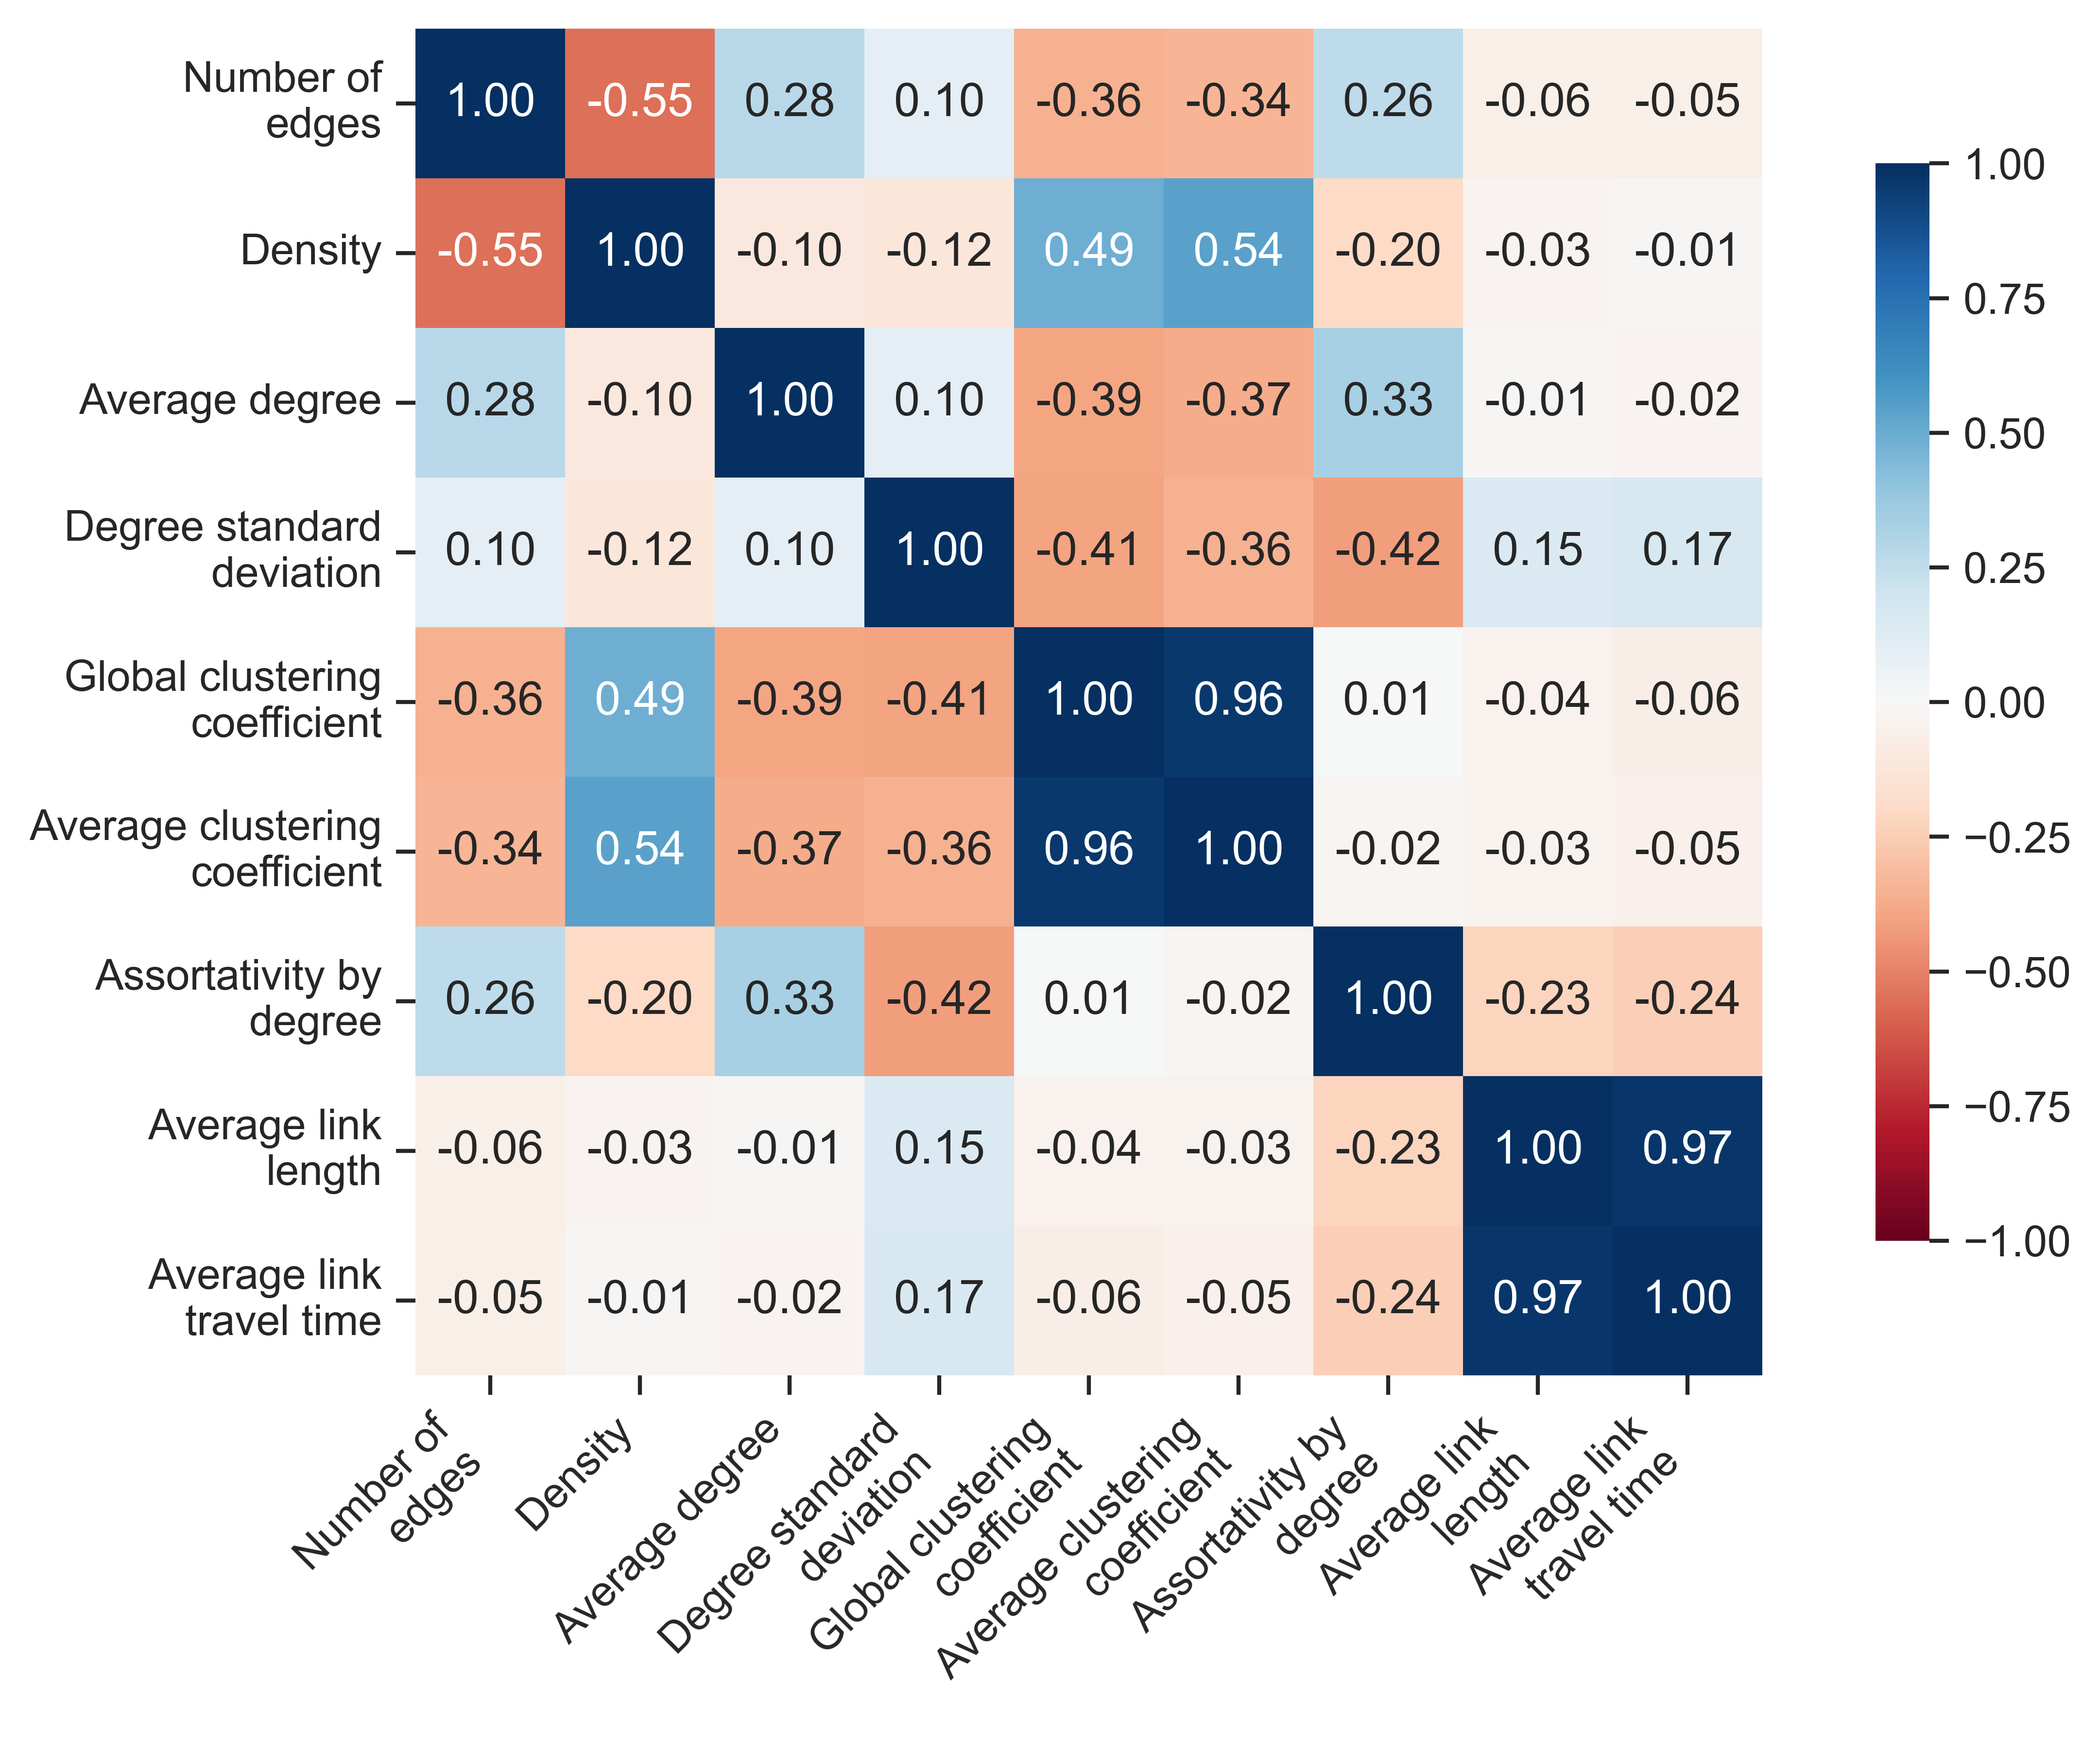 Number of
edges
1.00 -0.55 0.28 0.10 -0.36 -0.34 0.26 -0.06 -0.05
Density
-0.55 1.00 -0.10 -0.12 0.49 0.54 -0.20 -0.03 -0.01
Average degree
0.28 -0.10 1.00 0.10 -0.39 -0.37 0.33 -0.01 -0.02
Degree standard
deviation
0.10 -0.12 0.10 1.00 -0.41 -0.36 -0.42 0.15 0.17
Global clustering
coefficient
-0.36 0.49 -0.39 -0.41 1.00 0.96 0.01 -0.04 -0.06
Average clustering
coefficient
-0.34 0.54 -0.37 -0.36 0.96 1.00 -0.02 -0.03 -0.05
Assortativity by
degree
0.26 -0.20 0.33 -0.42 0.01 -0.02 1.00 -0.23 -0.24
Average link
length
-0.06 -0.03 -0.01 0.15 -0.04 -0.03 -0.23 1.00 0.97
Average link
travel time
-0.05 -0.01 -0.02 0.17 -0.06 -0.05 -0.24 0.97 1.00
Number of
edges
Density
Average degree
Degree standard
deviation
Global clustering
coefficient
Average clustering
coefficient
Assortativity by
degree
Average link
length
Average link
travel time
1.00
0.75
0.50
0.25
0.00
−0.25
−0.50
−0.75
−1.00